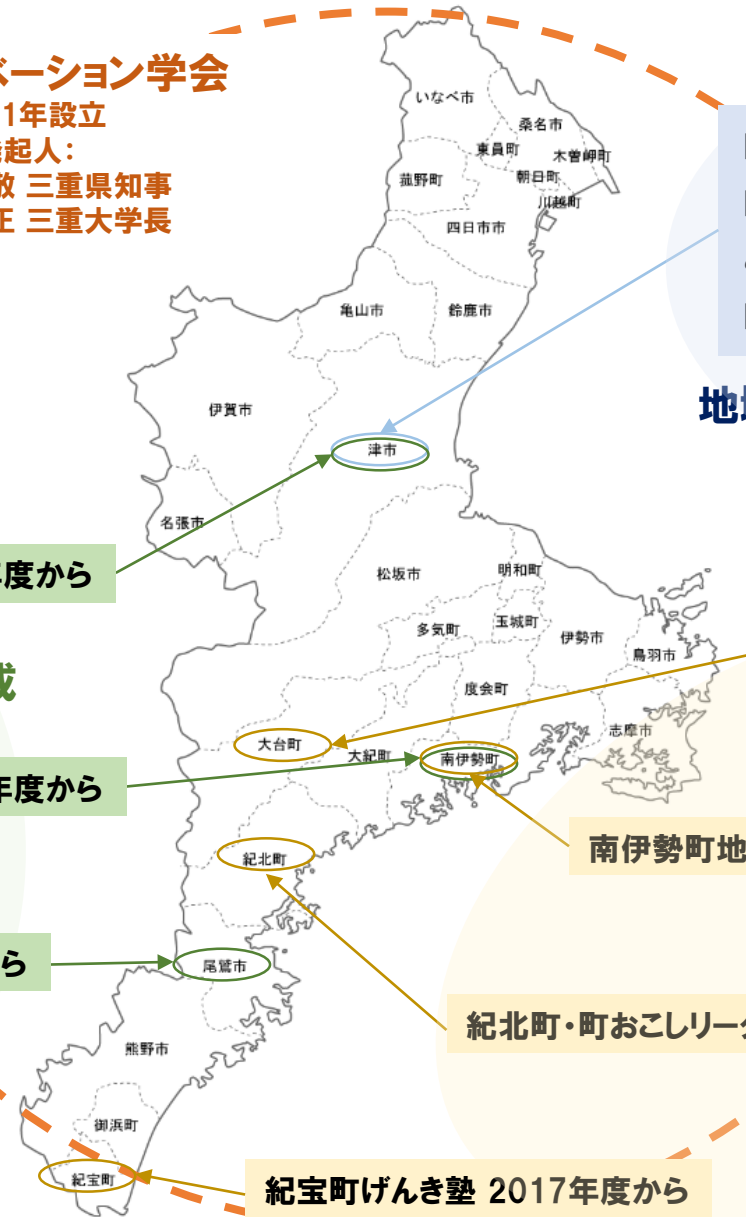 ベーション学会
1年設立
起人：
敬 三重県知事
正 三重大学長
いなべ市
桑名市
東員町
木曽岬町
朝日町
菰野町
川越町
四日市市
亀山市
鈴鹿市
伊賀市
地域
津市
名張市
年度から
松坂市
明和町
多気町
玉城町
伊勢市
鳥羽市
度会町
成
志摩市
大台町
大紀町
南伊勢町
年度から
南伊勢町地
紀北町
ら
尾鷲市
紀北町・町おこしリー
熊野市
御浜町
紀宝町
紀宝町げんき塾 2017年度から